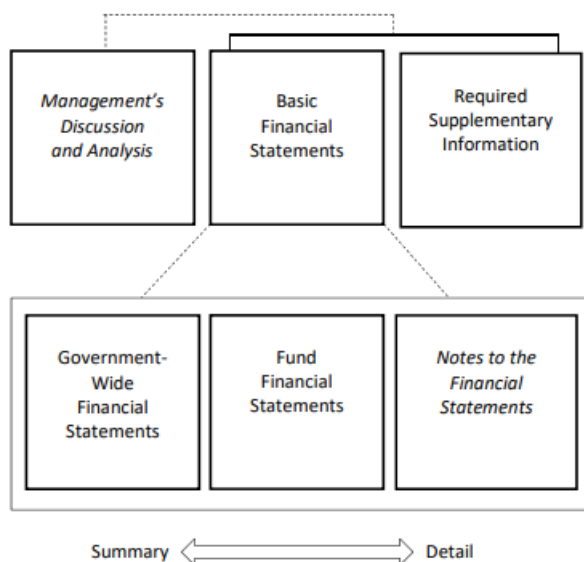 Management's
Discussion
and Analysis
Basic
Financial
Statements
Required
Supplementary
Information
Government-
Wide
Financial
Statements
Fund
Financial
Statements
Notes to the
Financial
Statements
Summary
Detail